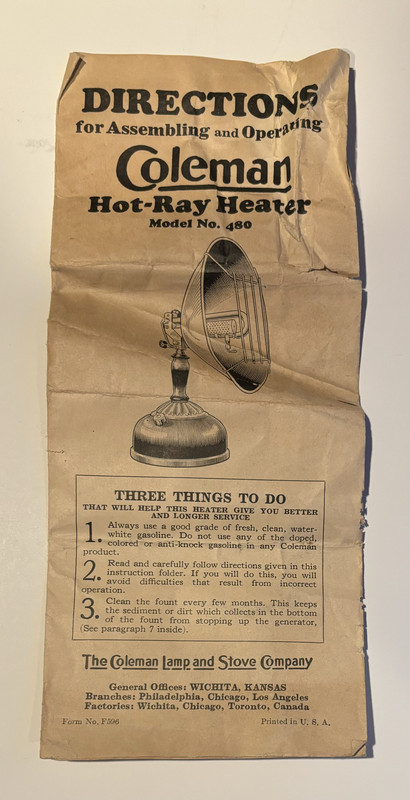 DIRECTIONS
for Assembling and Operating
Coleman
Hot-Ray Heater
Model No. 480
THREE THINGS TO DO
THAT WILL HELP THIS HEATER GIVE YOU BETTER
AND LONGER SERVICE
1. Always use a good grade of fresh, clean, water-
white gasoline. Do not use any of the doped,
colored or anti-knock gasoline in any Coleman
product.
2. Read and carefully follow directions given in this
instruction folder. If you will do this, you will
avoid difficulties that result from incorrect
operation.
3. Clean the fount every few months. This keeps
the sediment or dirt which collects in the bottom
of the fount from stopping up the generator,
(See paragraph 7 inside).
The Coleman Lamp and Stove Company
General Offices: WICHITA, KANSAS
Branches: Philadelphia, Chicago, Los Angeles
Factories: Wichita, Chicago, Toronto, Canada
Form No. F596 Printed in U. S. A.